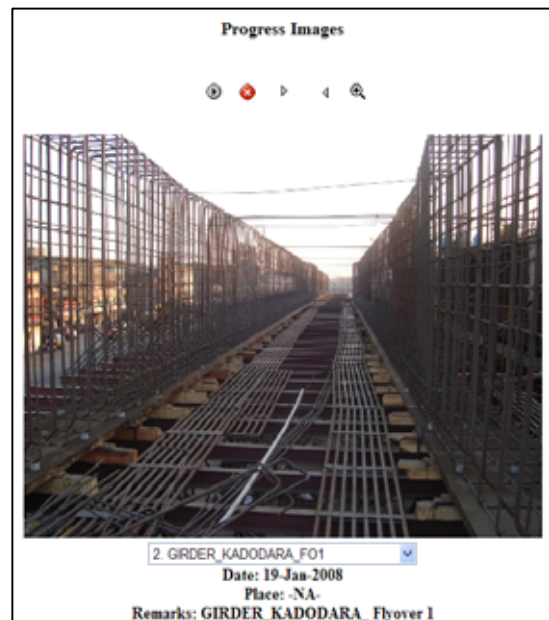 Progress Images
2. GIRDER_KADODARA_FO1
Date: 19-Jan-2008
Place: -NA-
Remarks: GIRDER_KADODARA_ Flyover 1